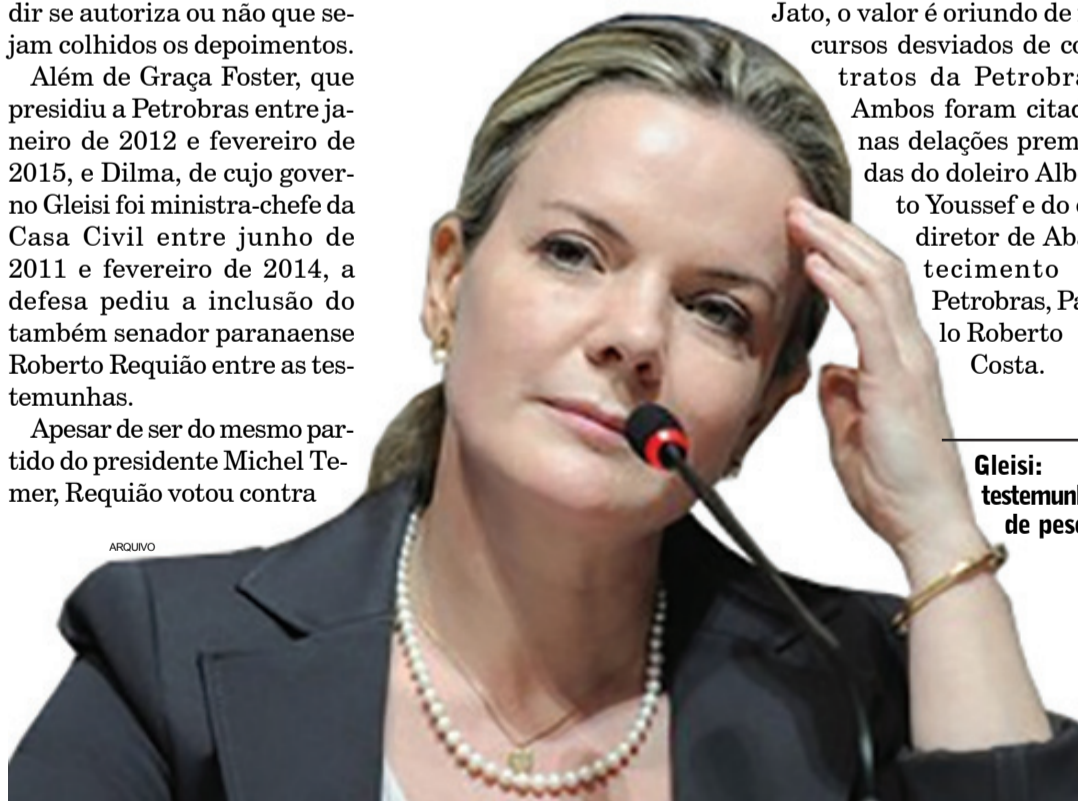 dir se autoriza ou não que se-
jam colhidos os depoimentos.
Além de Graça Foster, que
presidiu a Petrobras entre ja-
neiro de 2012 e fevereiro de
2015, e Dilma, de cujo gover-
no Gleisi foi ministra-chefe da
Casa Civil entre junho de
2011 e fevereiro de 2014, a
defesa pediu a inclusão do
também senador paranaense
Roberto Requião entre as tes-
temunhas.
Apesar de ser do mesmo par-
tido do presidente Michel Te-
mer, Requião votou contra
ARQUIVO
Jato, o valor é oriundo de
cursos desviados de
tratos da
Ambos foram
nas delações
das do doleiro
to Youssef e do
diretor de
tecimento
Petrobras,
lo Roberto
Costa.
Gleisi:
de